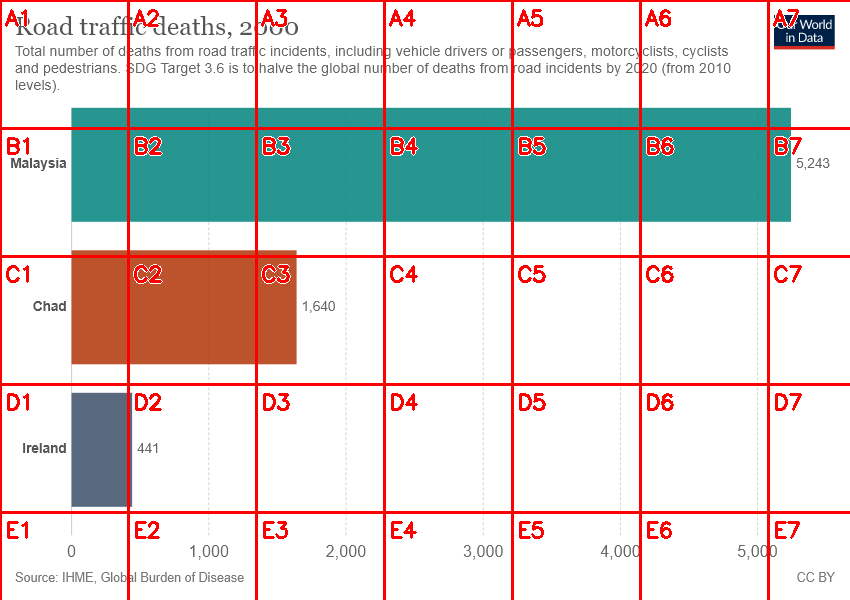 Road traffic deaths, 2000
Our World
in Data
Total number of deaths from road traffic incidents, including vehicle drivers or passengers, motorcyclists, cyclists
and pedestrians. SDG Target 3.6 is to halve the global number of deaths from road incidents by 2020 (from 2010
levels).
A1 A2 A3 A4 A5 A6 A7
B1 B2 B3 B4 B5 B6 B7
Malaysia 5,243
C1 C2 C3 C4 C5 C6 C7
Chad 1,640
D1 D2 D3 D4 D5 D6 D7
Ireland 441
E1 E2 E3 E4 E5 E6 E7
0 1,000 2,000 3,000 4,000 5,000
Source: IHME, Global Burden of Disease CC BY